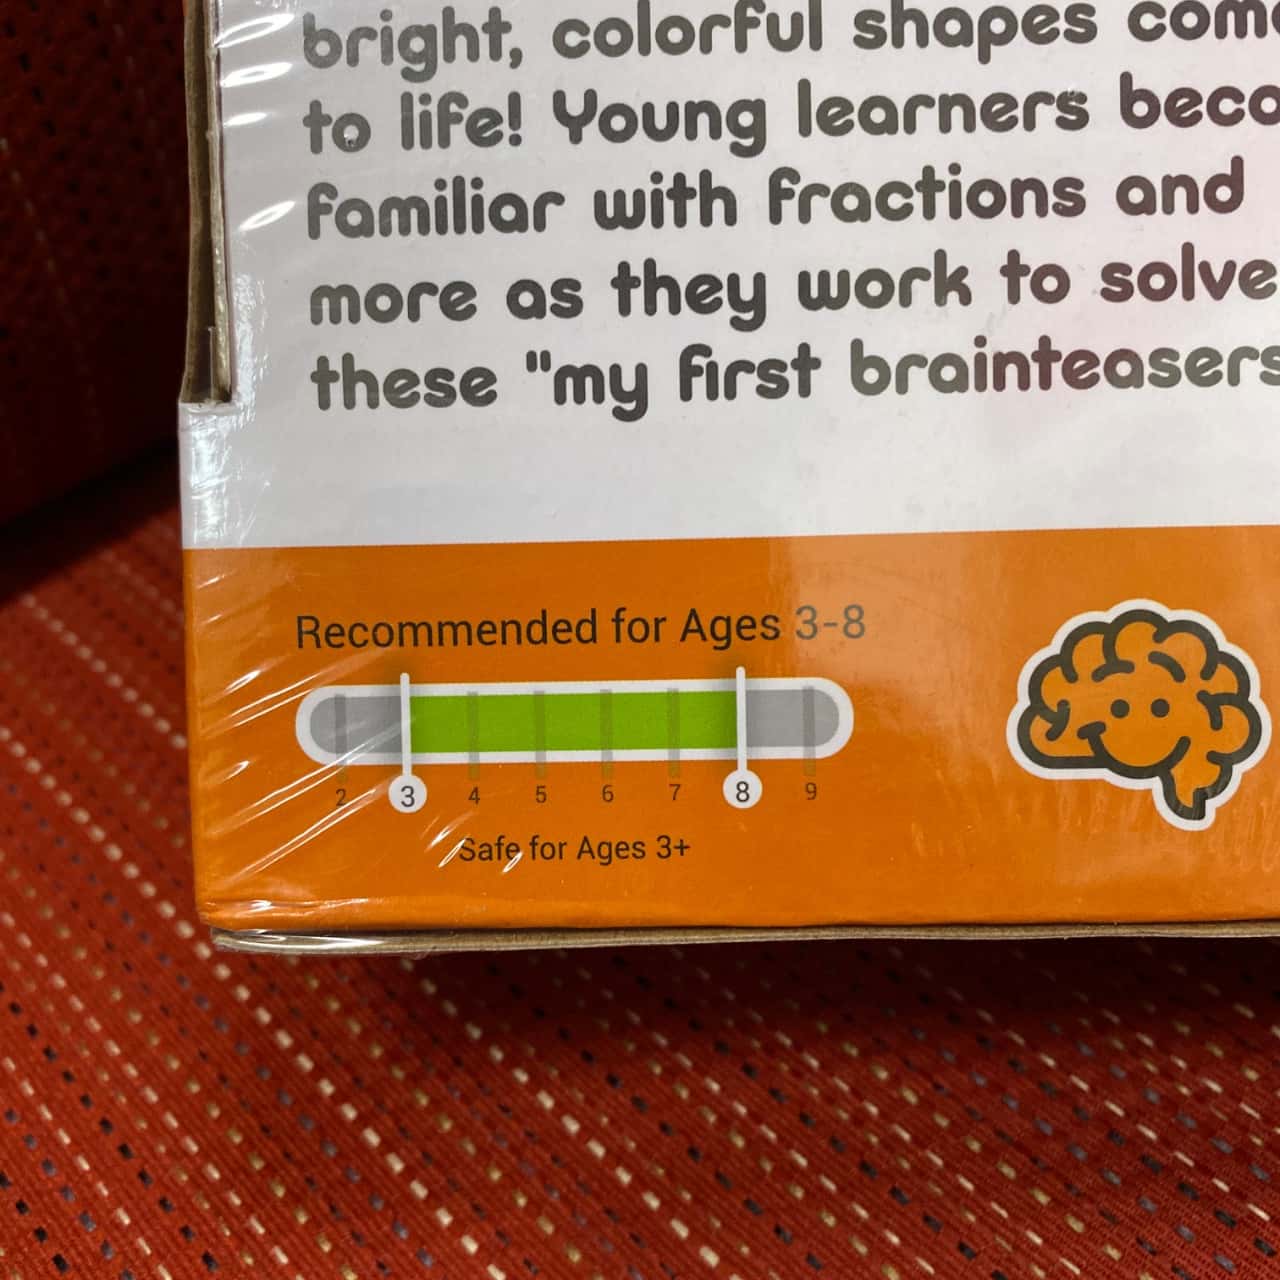 bright, colorful shapes com
to life! Young learners beco
familiar with fractions and
more as they work to solve
these "my first brainteasers
Recommended for Ages 3-8
2 3 4 5 6 7 8 9
Safe for Ages 3+